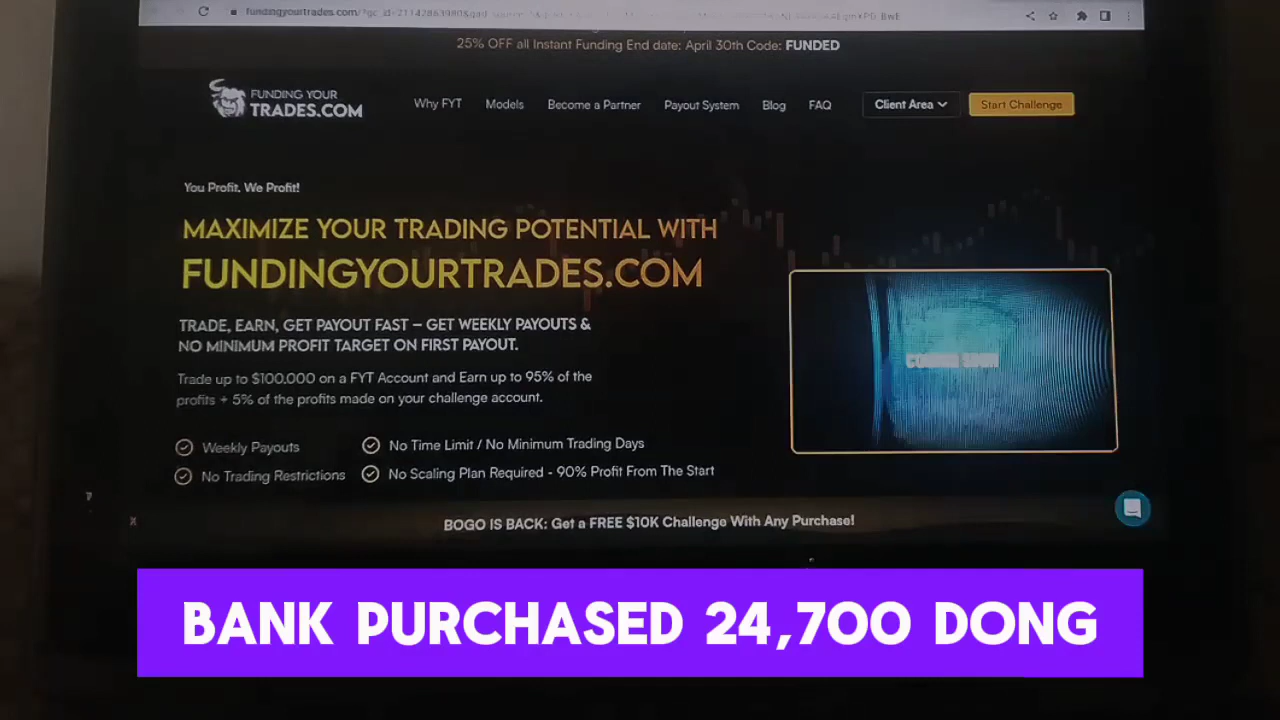 25% OFF all Instant Funding End date: April 30th Code: FUNDED
FUNDING YOUR
TRADES.COM
Why FYT Models Become a Partner Payout System Blog FAQ Client Area Start Challenge
You Profit, We Profit!
MAXIMIZE YOUR TRADING POTENTIAL WITH
FUNDINGYOURTRADES.COM
TRADE, EARN, GET PAYOUT FAST – GET WEEKLY PAYOUTS &
NO MINIMUM PROFIT TARGET ON FIRST PAYOUT.
Trade up to $100.000 on a FYT Account and Earn up to 95% of the
profits + 5% of the profits made on your challenge account.
COMING SOON
Weekly Payouts No Time Limit / No Minimum Trading Days
No Trading Restrictions No Scaling Plan Required - 90% Profit From The Start
BOGO IS BACK: Get a FREE $10K Challenge With Any Purchase!
BANK PURCHASED 24,700 DONG